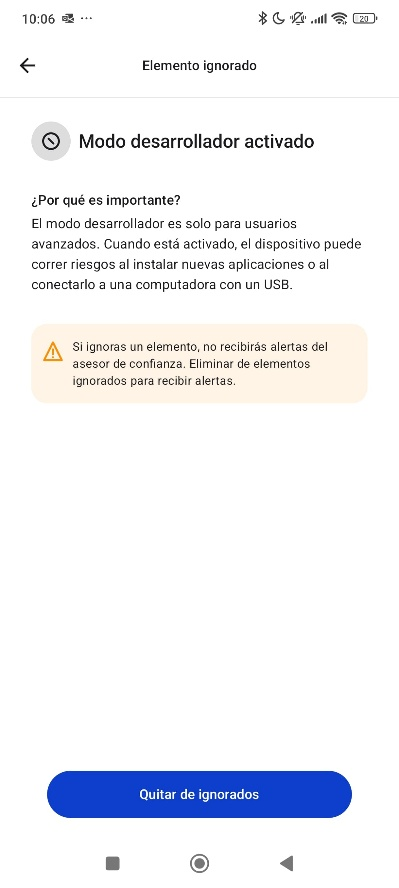 10:06
20
Elemento ignorado
Modo desarrollador activado
¿Por qué es importante?
El modo desarrollador es solo para usuarios
avanzados. Cuando está activado, el dispositivo puede
correr riesgos al instalar nuevas aplicaciones o al
conectarlo a una computadora con un USB.
Si ignoras un elemento, no recibirás alertas del
asesor de confianza. Eliminar de elementos
ignorados para recibir alertas.
Quitar de ignorados